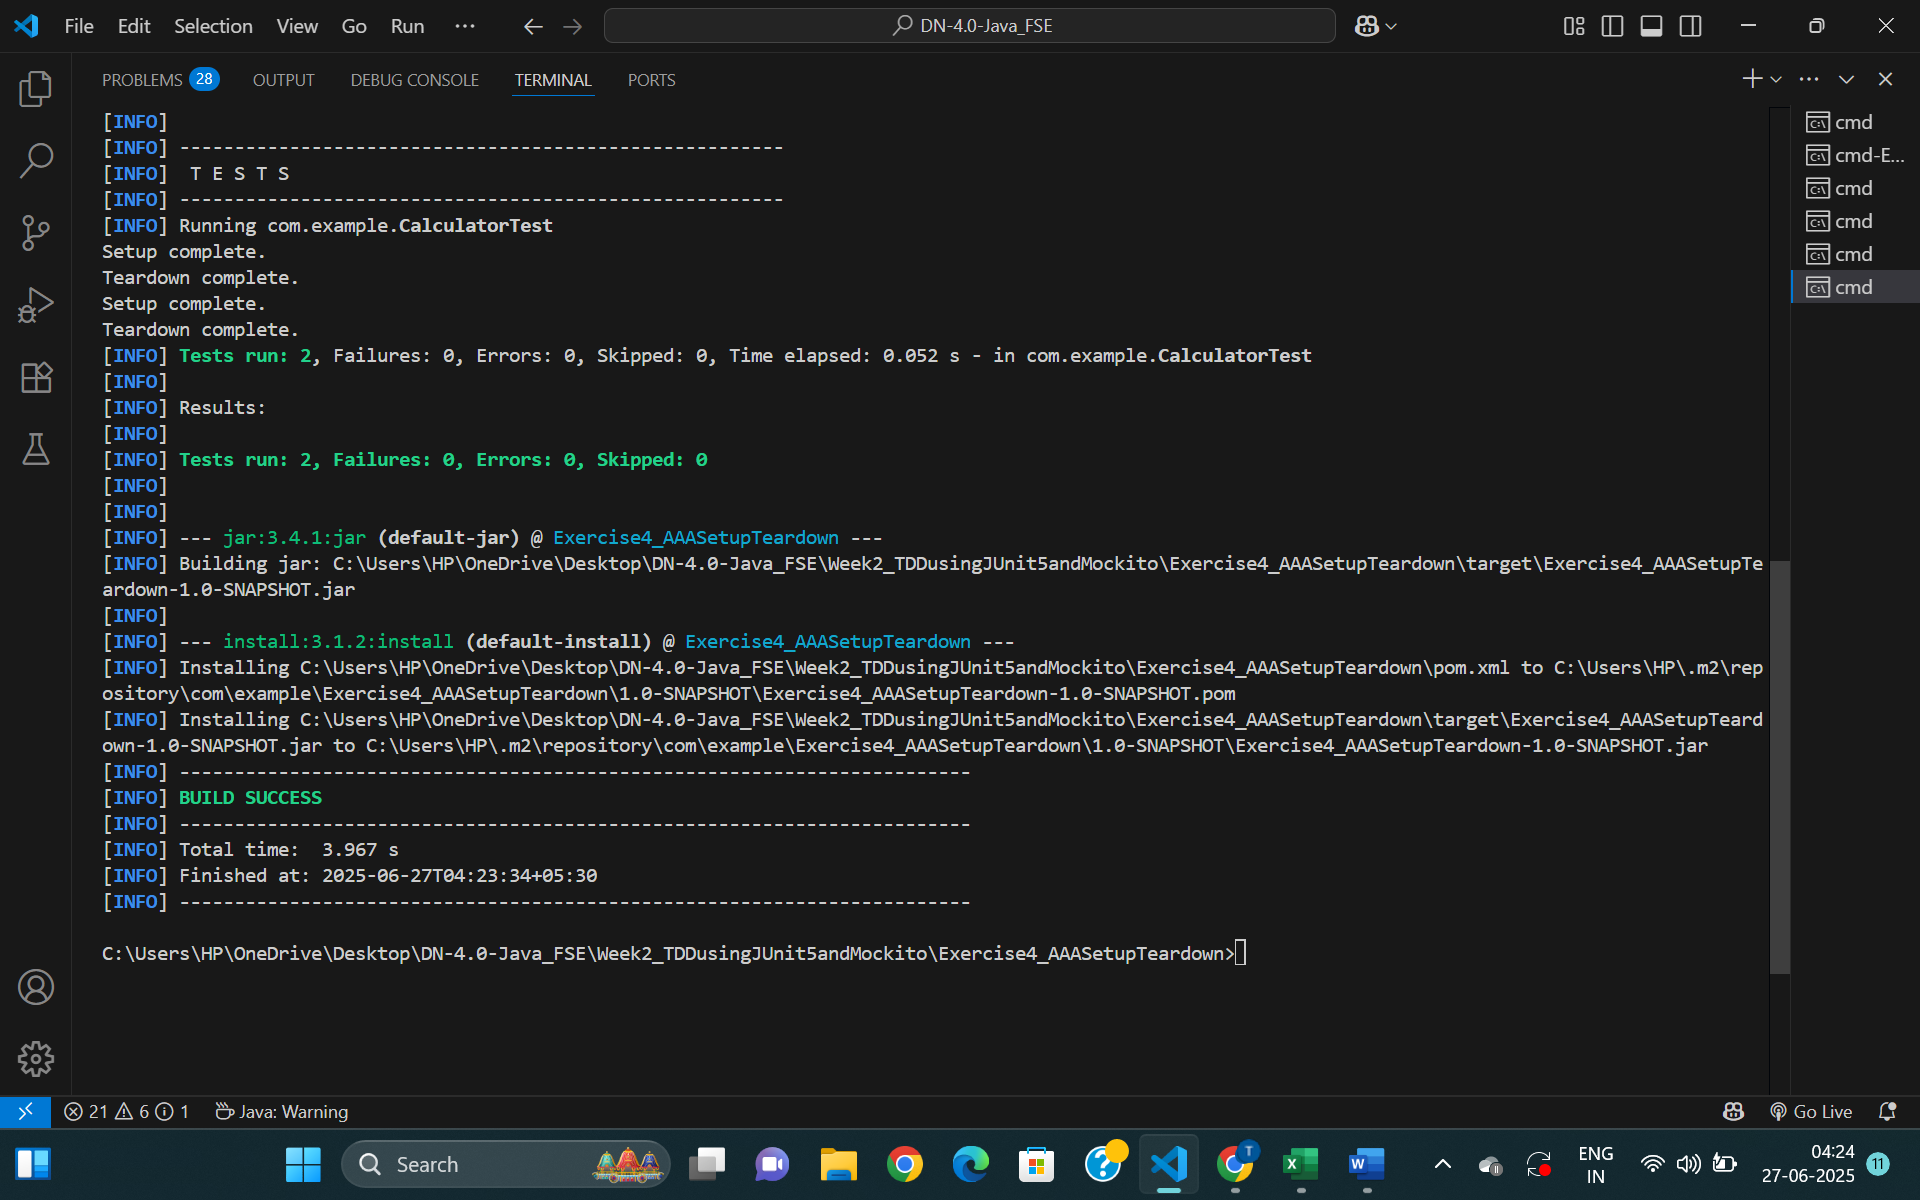 File Edit Selection View Go Run ··· DN-4.0-Java_FSE
PROBLEMS 28 OUTPUT DEBUG CONSOLE TERMINAL PORTS
[INFO]
[INFO] -------------------------------------------------------
[INFO]  T E S T S
[INFO] -------------------------------------------------------
[INFO] Running com.example.CalculatorTest
Setup complete.
Teardown complete.
Setup complete.
Teardown complete.
[INFO] Tests run: 2, Failures: 0, Errors: 0, Skipped: 0, Time elapsed: 0.052 s - in com.example.CalculatorTest
[INFO]
[INFO] Results:
[INFO]
[INFO] Tests run: 2, Failures: 0, Errors: 0, Skipped: 0
[INFO]
[INFO]
[INFO] --- jar:3.4.1:jar (default-jar) @ Exercise4_AAASetupTeardown ---
[INFO] Building jar: C:\Users\HP\OneDrive\Desktop\DN-4.0-Java_FSE\Week2_TDDusingJUnit5andMockito\Exercise4_AAASetupTeardown\target\Exercise4_AAASetupTe
ardown-1.0-SNAPSHOT.jar
[INFO]
[INFO] --- install:3.1.2:install (default-install) @ Exercise4_AAASetupTeardown ---
[INFO] Installing C:\Users\HP\OneDrive\Desktop\DN-4.0-Java_FSE\Week2_TDDusingJUnit5andMockito\Exercise4_AAASetupTeardown\pom.xml to C:\Users\HP\.m2\rep
ository\com\example\Exercise4_AAASetupTeardown\1.0-SNAPSHOT\Exercise4_AAASetupTeardown-1.0-SNAPSHOT.pom
[INFO] Installing C:\Users\HP\OneDrive\Desktop\DN-4.0-Java_FSE\Week2_TDDusingJUnit5andMockito\Exercise4_AAASetupTeardown\target\Exercise4_AAASetupTeard
own-1.0-SNAPSHOT.jar to C:\Users\HP\.m2\repository\com\example\Exercise4_AAASetupTeardown\1.0-SNAPSHOT\Exercise4_AAASetupTeardown-1.0-SNAPSHOT.jar
[INFO] ------------------------------------------------------------------------
[INFO] BUILD SUCCESS
[INFO] ------------------------------------------------------------------------
[INFO] Total time:  3.967 s
[INFO] Finished at: 2025-06-27T04:23:34+05:30
[INFO] ------------------------------------------------------------------------
C:\Users\HP\OneDrive\Desktop\DN-4.0-Java_FSE\Week2_TDDusingJUnit5andMockito\Exercise4_AAASetupTeardown>
cmd
cmd-E...
cmd
cmd
cmd
cmd
21 6 1 Java: Warning Go Live
Search
ENG
IN
04:24
27-06-2025
11